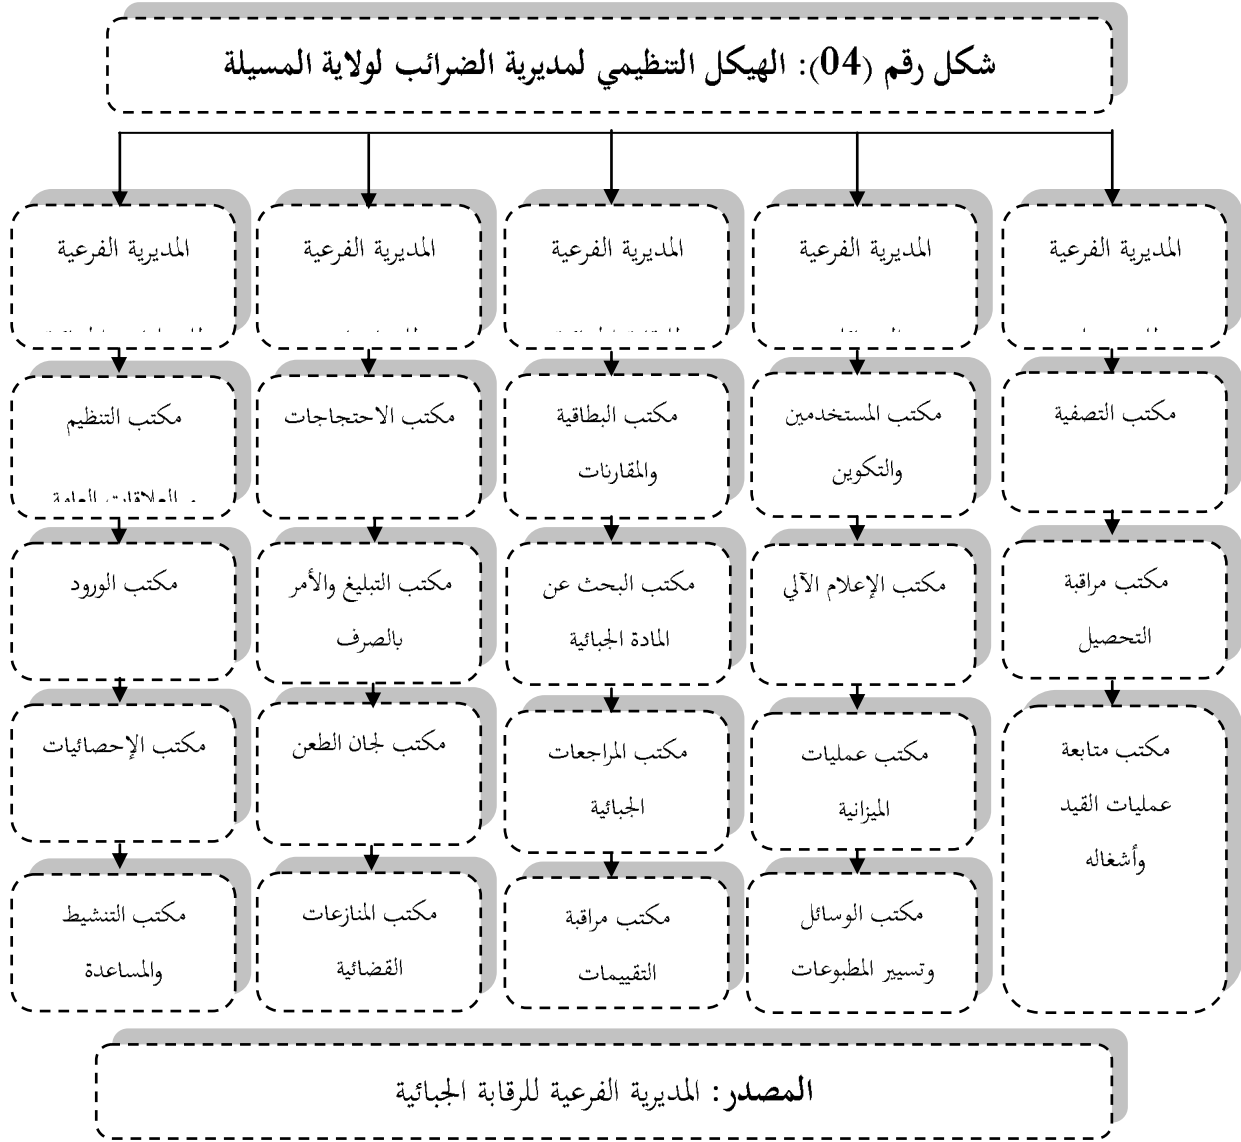 شكل رقم (04): الهيكل التنظيمي لمديرية الضرائب لولاية المسيلة
المديرية الفرعية
المديرية الفرعية
المديرية الفرعية
المديرية الفرعية
المديرية الفرعية
مكتب التصفية
مكتب المستخدمين
والتكوين
مكتب البطاقية
والمقارنات
مكتب الاحتجاجات
مكتب التنظيم
والعلاقات العامة
مكتب مراقبة
التحصيل
مكتب الإعلام الآلي
مكتب البحث عن
المادة الجبائية
مكتب التبليغ والأمر
بالصرف
مكتب الورود
مكتب متابعة
عمليات القيد
وأشغاله
مكتب عمليات
الميزانية
مكتب المراجعات
الجبائية
مكتب لجان الطعن
مكتب الإحصائيات
مكتب الوسائل
وتسيير المطبوعات
مكتب مراقبة
التقييمات
مكتب المنازعات
القضائية
مكتب التنشيط
والمساعدة
المصدر: المديرية الفرعية للرقابة الجبائية